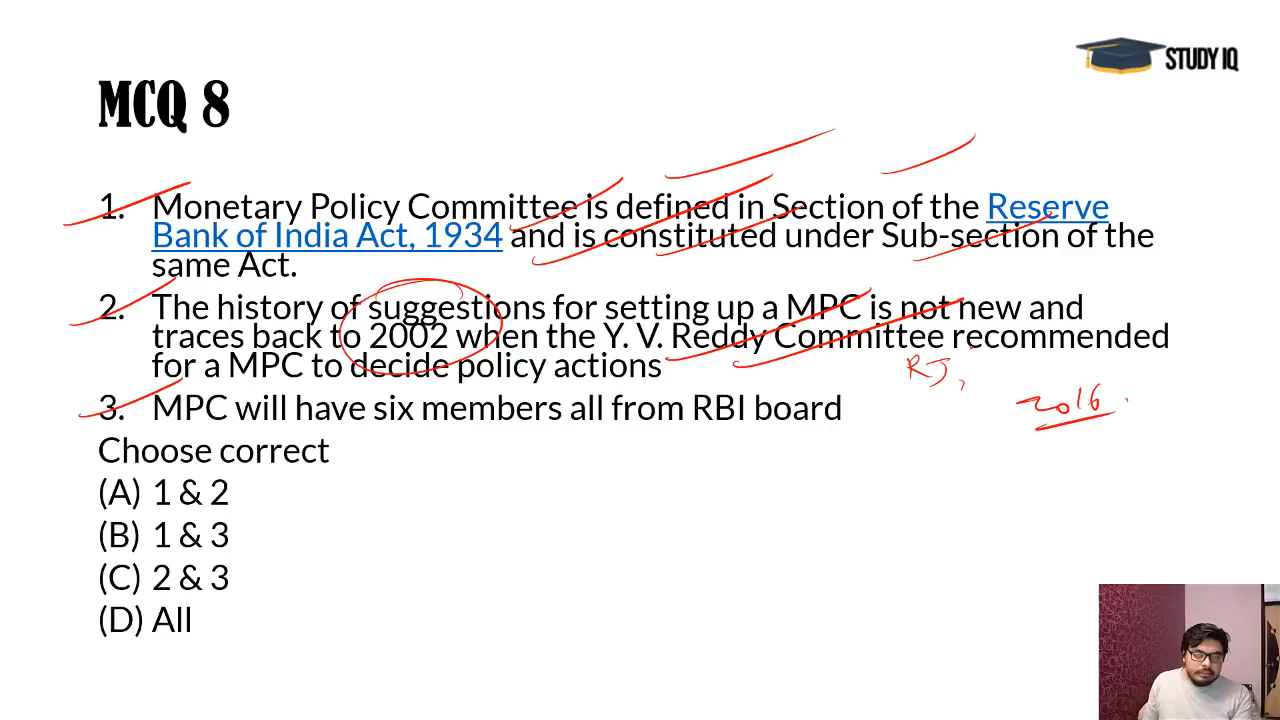 STUDY IQ
MCQ 8
1. Monetary Policy Committee is defined in Section of the Reserve
Bank of India Act, 1934 and is constituted under Sub-section of the
same Act.
2. The history of suggestions for setting up a MPC is not new and
traces back to 2002 when the Y. V. Reddy Committee recommended
for a MPC to decide policy actions
RJ,
3. MPC will have six members all from RBI board
2016
Choose correct
(A) 1 & 2
(B) 1 & 3
(C) 2 & 3
(D) All